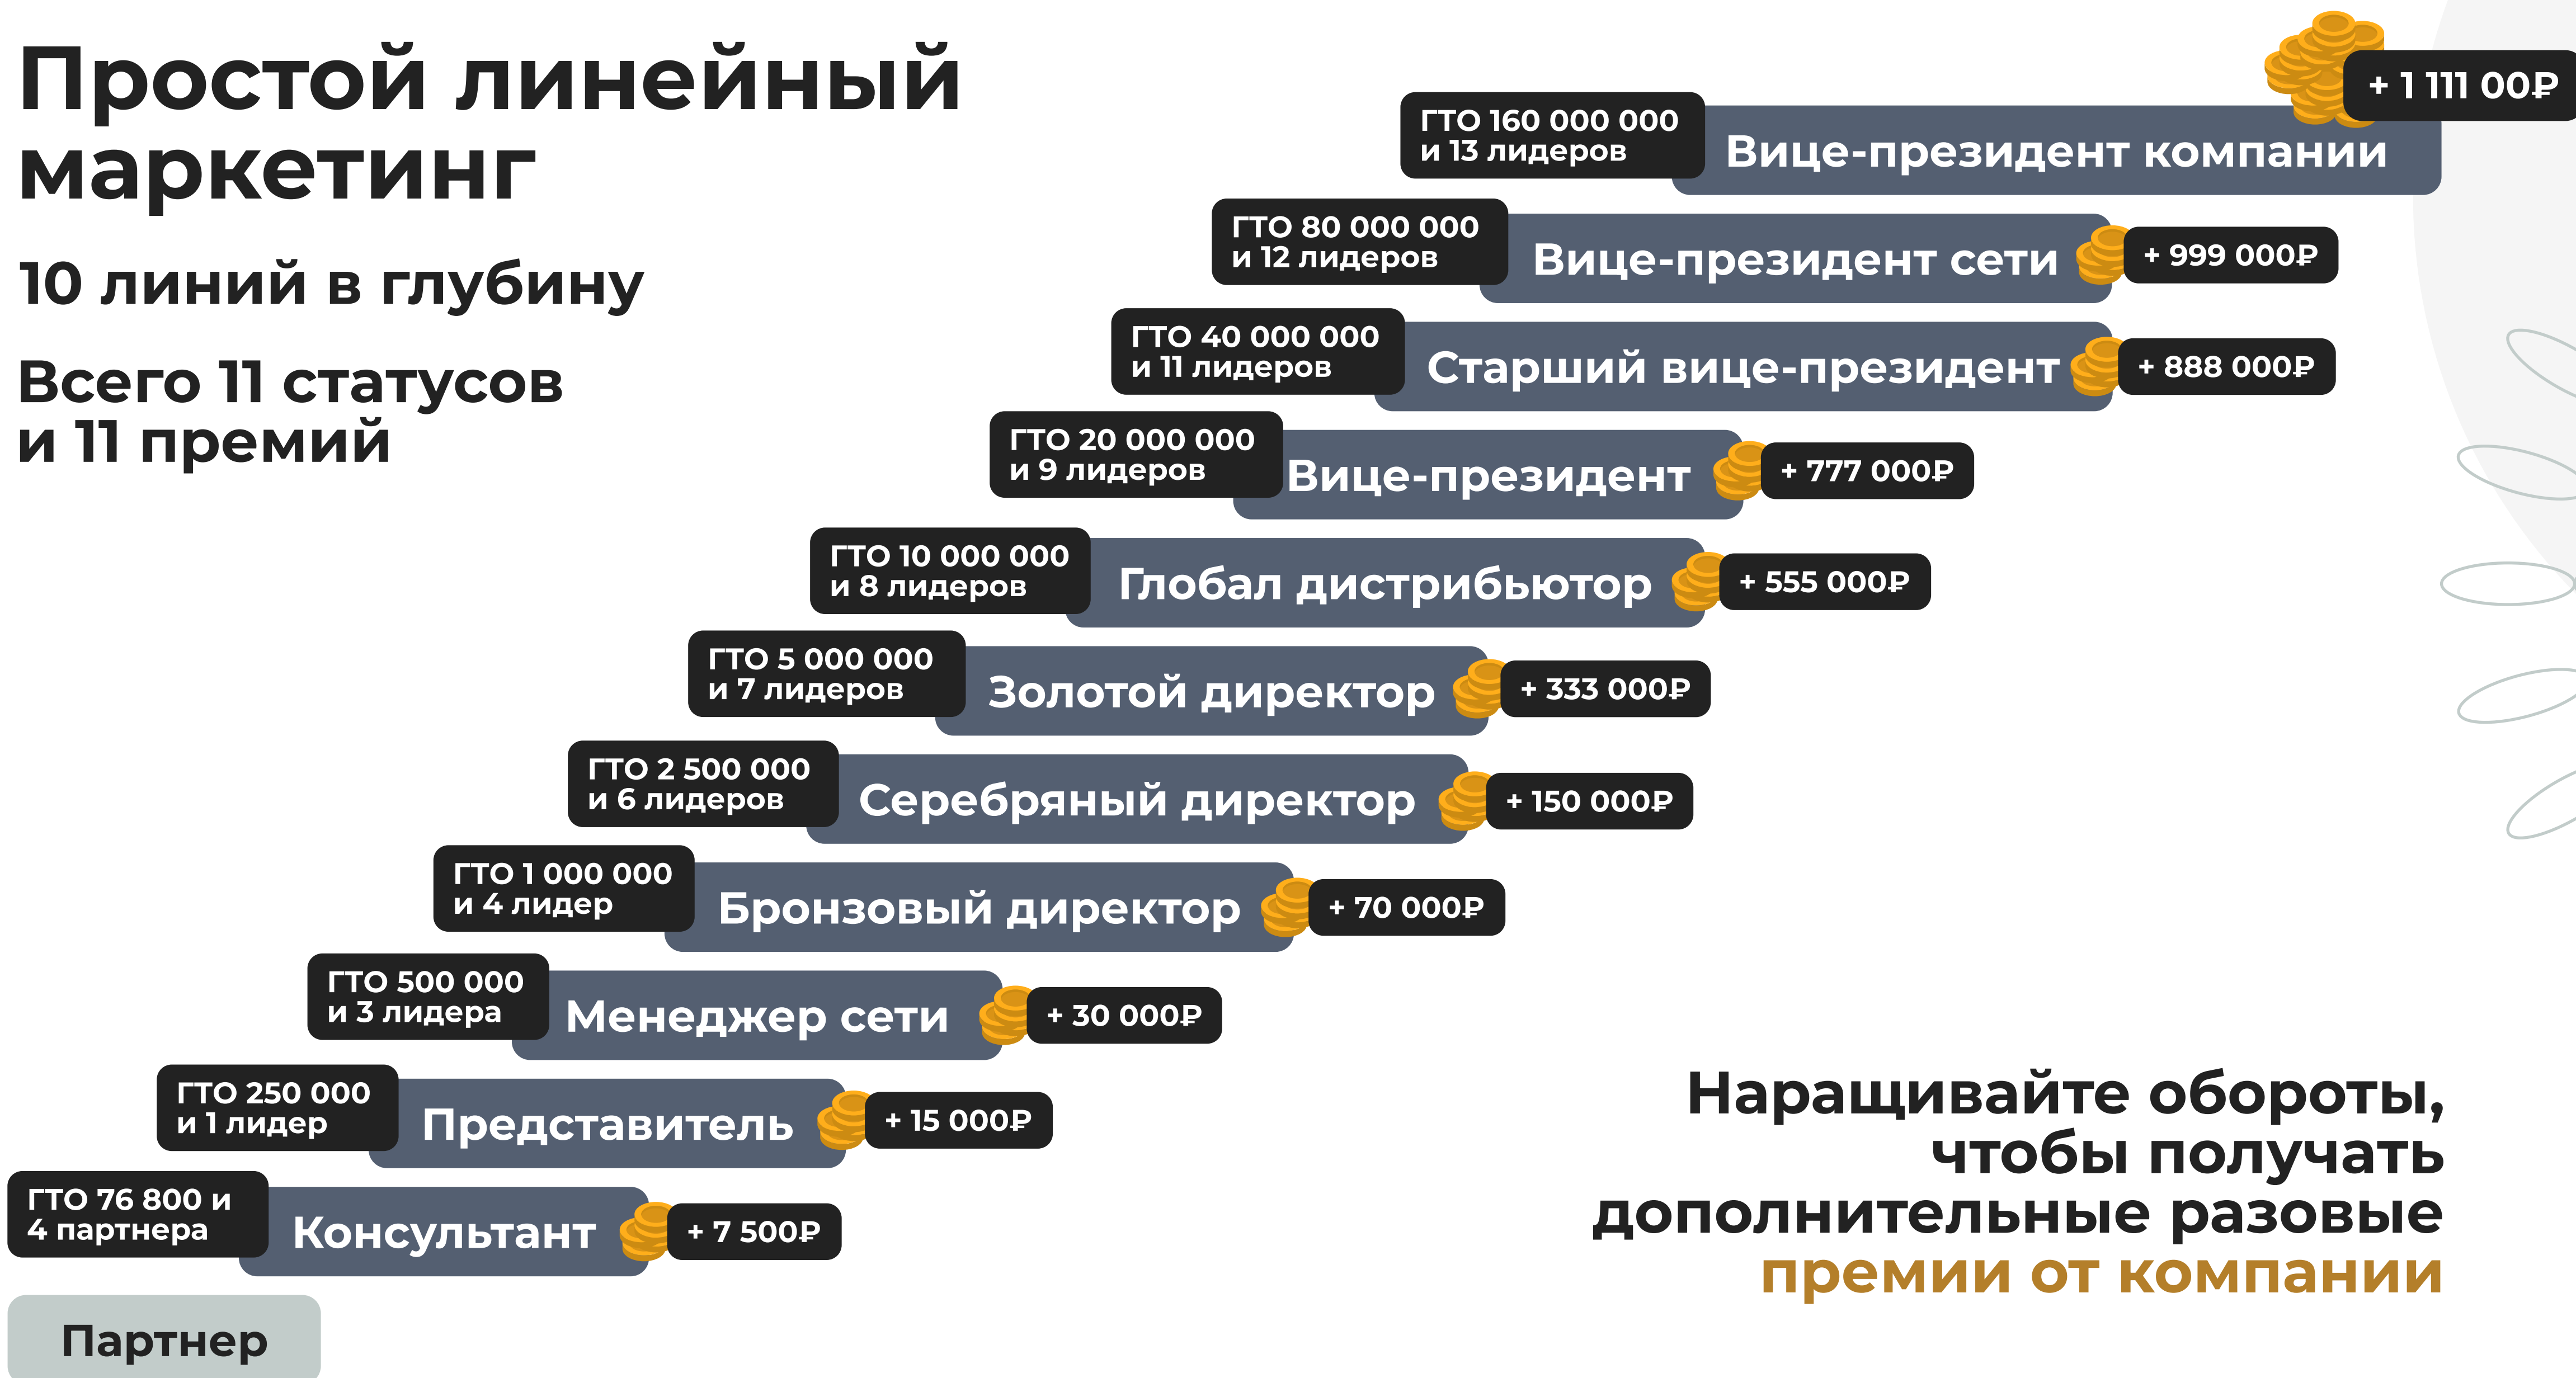 Простой линейный
маркетинг
10 линий в глубину
Всего 11 статусов
и 11 премий
+ 1 111 00₽
ГТО 160 000 000
и 13 лидеров
Вице-президент компании
ГТО 80 000 000
и 12 лидеров
Вице-президент сети
+ 999 000₽
ГТО 40 000 000
и 11 лидеров
Старший вице-президент
+ 888 000₽
ГТО 20 000 000
и 9 лидеров
Вице-президент
+ 777 000₽
ГТО 10 000 000
и 8 лидеров
Глобал дистрибьютор
+ 555 000₽
ГТО 5 000 000
и 7 лидеров
Золотой директор
+ 333 000₽
ГТО 2 500 000
и 6 лидеров
Серебряный директор
+ 150 000₽
ГТО 1 000 000
и 4 лидер
Бронзовый директор
+ 70 000₽
ГТО 500 000
и 3 лидера
Менеджер сети
+ 30 000₽
ГТО 250 000
и 1 лидер
Представитель
+ 15 000₽
ГТО 76 800 и
4 партнера
Консультант
+ 7 500₽
Партнер
Наращивайте обороты,
чтобы получать
дополнительные разовые
премии от компании